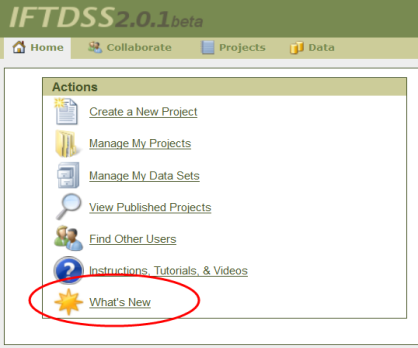 IFTDSS2.0.1beta
Home Collaborate Projects Data
Actions
Create a New Project
Manage My Projects
Manage My Data Sets
View Published Projects
Find Other Users
? Instructions, Tutorials, & Videos
What's New